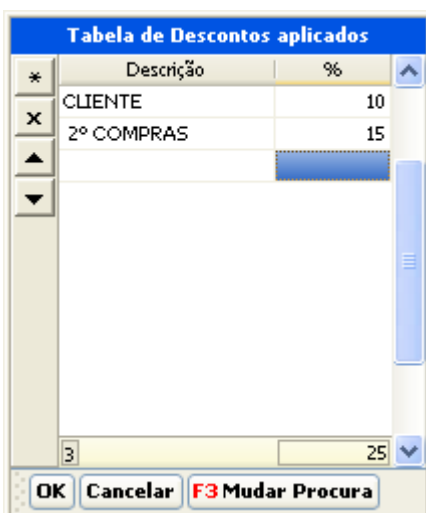 Tabela de Descontos aplicados
Descrição %
CLIENTE 10
2º COMPRAS 15
3 25
OK Cancelar F3 Mudar Procura